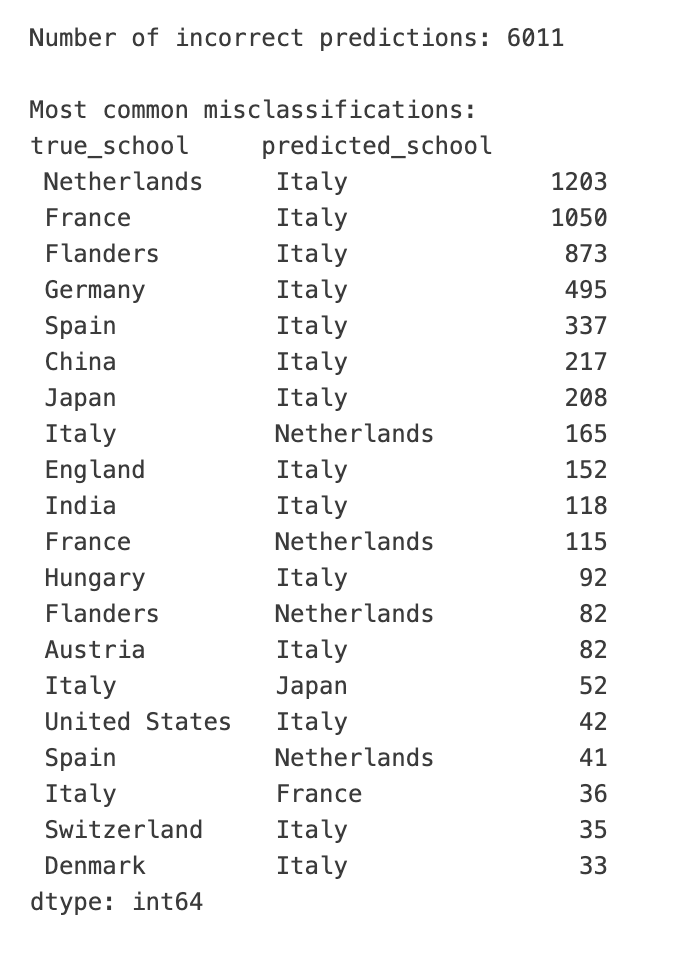 Number of incorrect predictions: 6011
Most common misclassifications:
true_school predicted_school
Netherlands Italy 1203
France Italy 1050
Flanders Italy 873
Germany Italy 495
Spain Italy 337
China Italy 217
Japan Italy 208
Italy Netherlands 165
England Italy 152
India Italy 118
France Netherlands 115
Hungary Italy 92
Flanders Netherlands 82
Austria Italy 82
Italy Japan 52
United States Italy 42
Spain Netherlands 41
Italy France 36
Switzerland Italy 35
Denmark Italy 33
dtype: int64